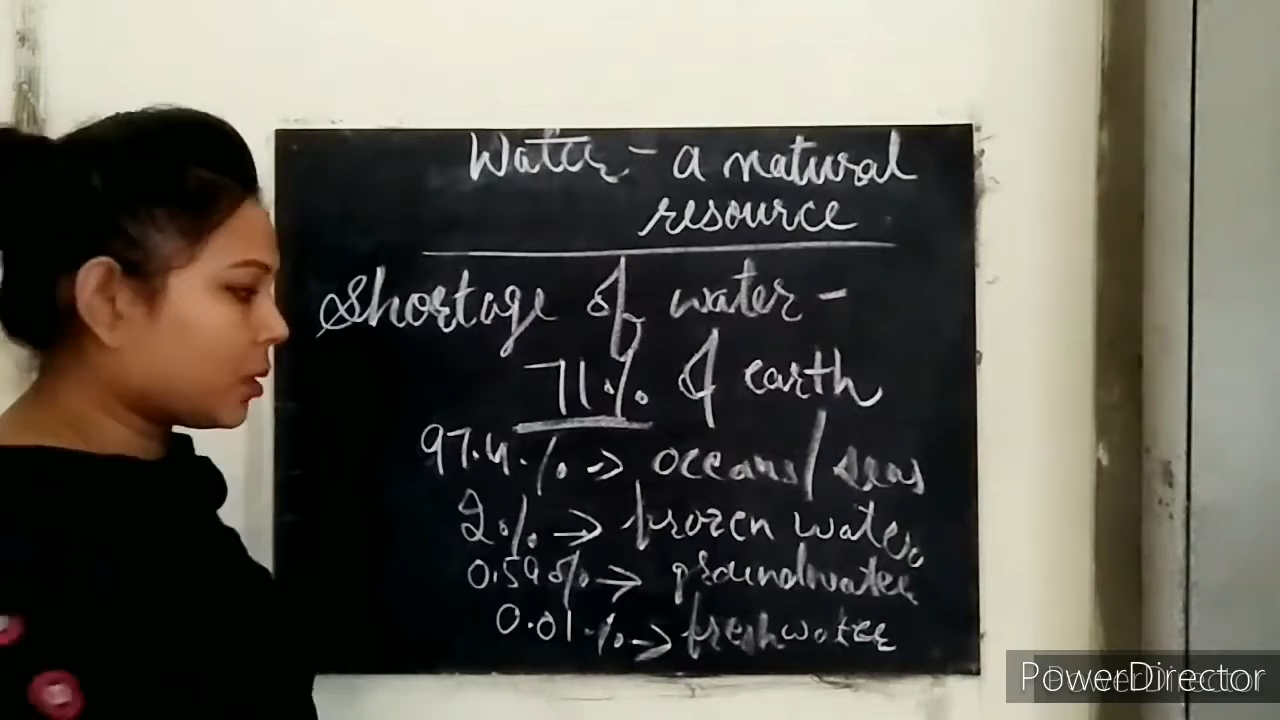 Water - a natural
resource
Shortage of water -
71% of earth
97.4% → oceans/seas
2% → frozen water
0.59% → groundwater
0.01% → freshwater
PowerDirector